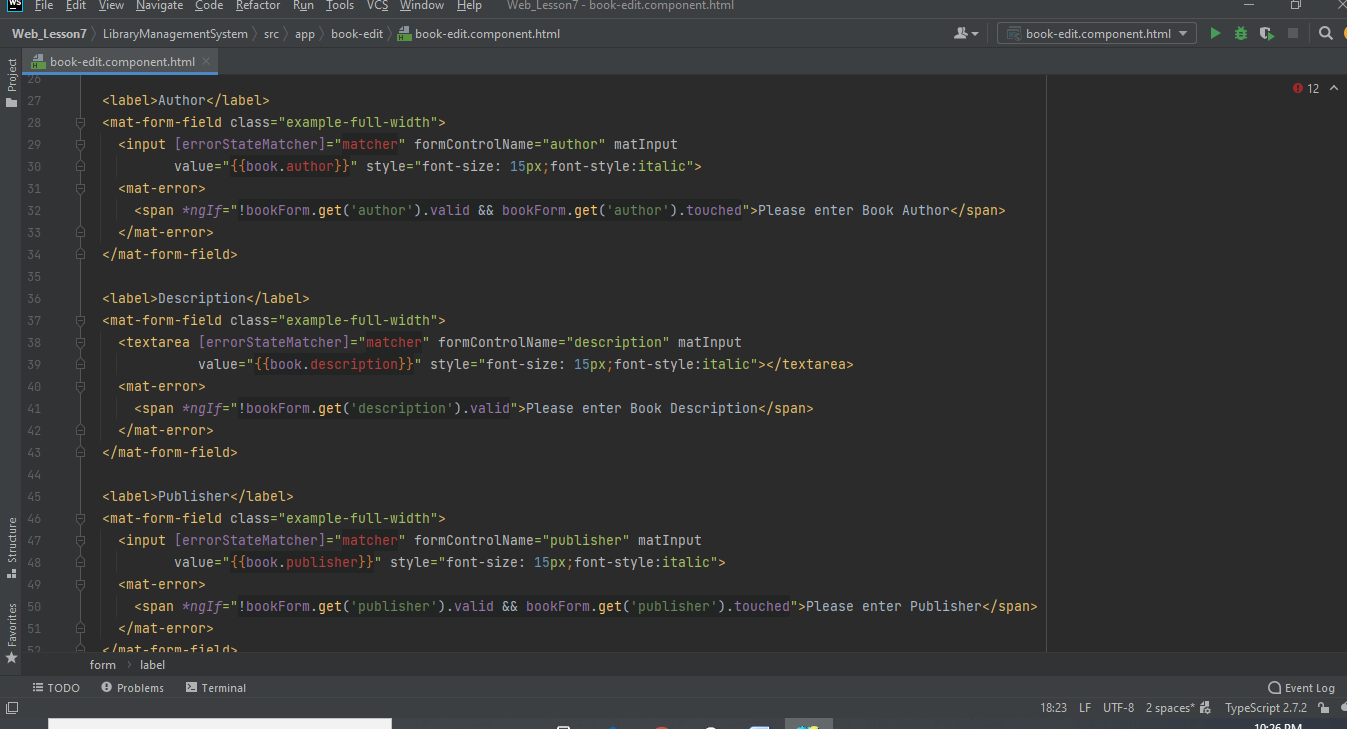 WS File Edit View Navigate Code Refactor Run Tools VCS Window Help Web_Lesson7 - book-edit.component.html
Web_Lesson7 LibraryManagementSystem src app book-edit book-edit.component.html book-edit.component.html
book-edit.component.html
Project
26
12
27 <label>Author</label>
28 <mat-form-field class="example-full-width">
29 <input [errorStateMatcher]="matcher" formControlName="author" matInput
30 value="{{book.author}}" style="font-size: 15px;font-style:italic">
31 <mat-error>
32 <span *ngIf="!bookForm.get('author').valid && bookForm.get('author').touched">Please enter Book Author</span>
33 </mat-error>
34 </mat-form-field>
35
36 <label>Description</label>
37 <mat-form-field class="example-full-width">
38 <textarea [errorStateMatcher]="matcher" formControlName="description" matInput
39 value="{{book.description}}" style="font-size: 15px;font-style:italic"></textarea>
40 <mat-error>
41 <span *ngIf="!bookForm.get('description').valid">Please enter Book Description</span>
42 </mat-error>
43 </mat-form-field>
44
45 <label>Publisher</label>
46 <mat-form-field class="example-full-width">
47 <input [errorStateMatcher]="matcher" formControlName="publisher" matInput
48 value="{{book.publisher}}" style="font-size: 15px;font-style:italic">
49 <mat-error>
50 <span *ngIf="!bookForm.get('publisher').valid && bookForm.get('publisher').touched">Please enter Publisher</span>
51 </mat-error>
52 </mat-form-field>
Structure
Favorites
form label
TODO Problems Terminal Event Log
18:23 LF UTF-8 2 spaces* TypeScript 2.7.2
10:26 PM